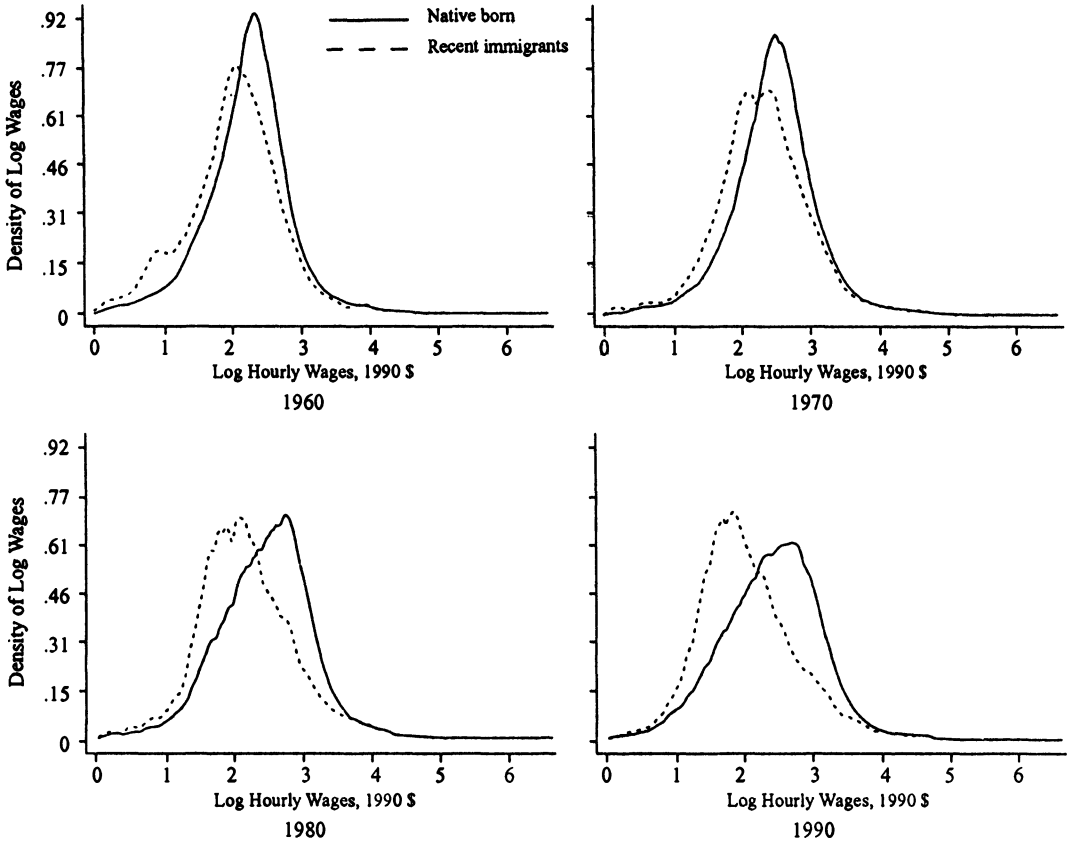 Native born
Recent immigrants
Density of Log Wages
.92
.77
.61
.46
.31
.15
0
0 1 2 3 4 5 6
Log Hourly Wages, 1990 $
1960
0 1 2 3 4 5 6
Log Hourly Wages, 1990 $
1970
Density of Log Wages
.92
.77
.61
.46
.31
.15
0
0 1 2 3 4 5 6
Log Hourly Wages, 1990 $
1980
0 1 2 3 4 5 6
Log Hourly Wages, 1990 $
1990